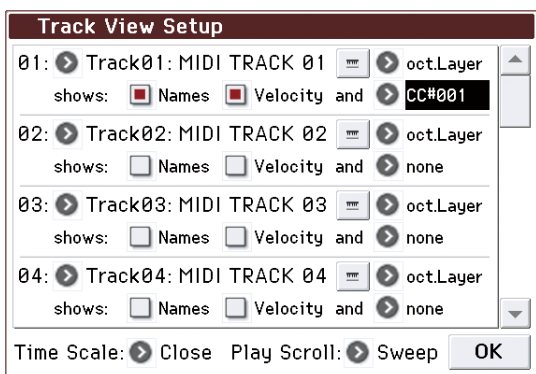 Track View Setup
01: Track01: MIDI TRACK 01 oct.Layer
shows: Names Velocity and CC#001
02: Track02: MIDI TRACK 02 oct.Layer
shows: Names Velocity and none
03: Track03: MIDI TRACK 03 oct.Layer
shows: Names Velocity and none
04: Track04: MIDI TRACK 04 oct.Layer
shows: Names Velocity and none
Time Scale: Close Play Scroll: Sweep OK